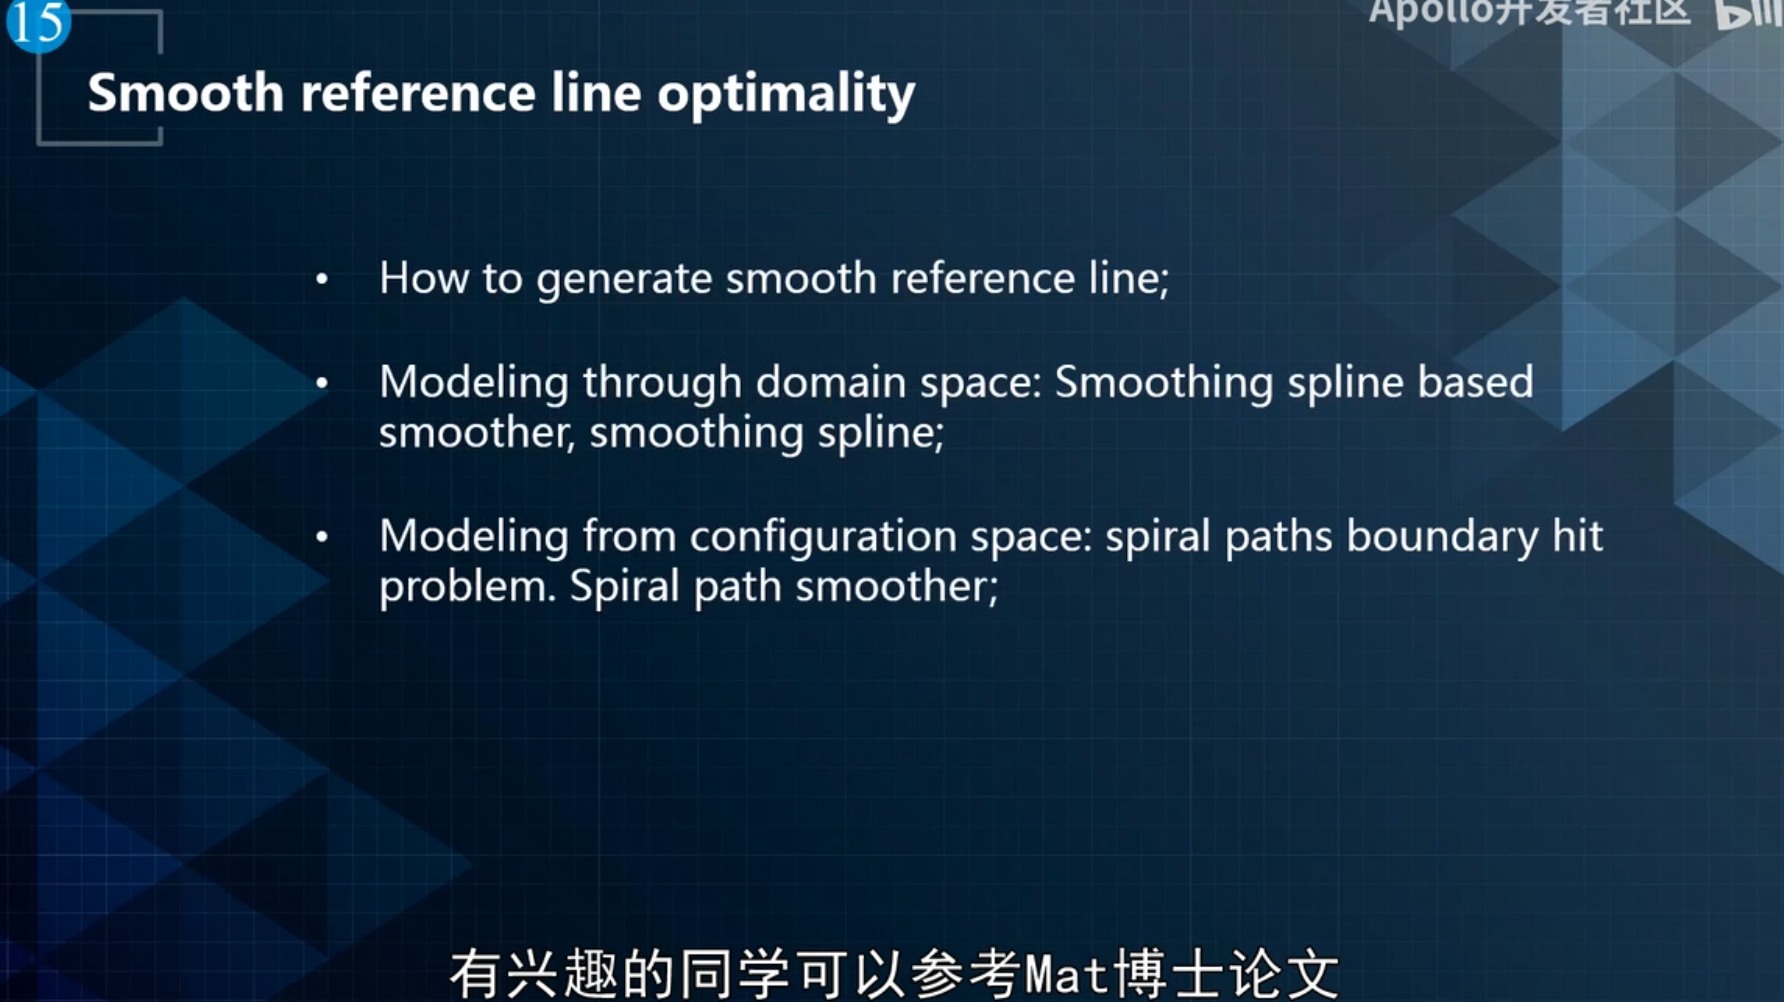 15
Apollo开发者社区
Smooth reference line optimality
• How to generate smooth reference line;
• Modeling through domain space: Smoothing spline based
smoother, smoothing spline;
• Modeling from configuration space: spiral paths boundary hit
problem. Spiral path smoother;
有兴趣的同学可以参考Mat博士论文